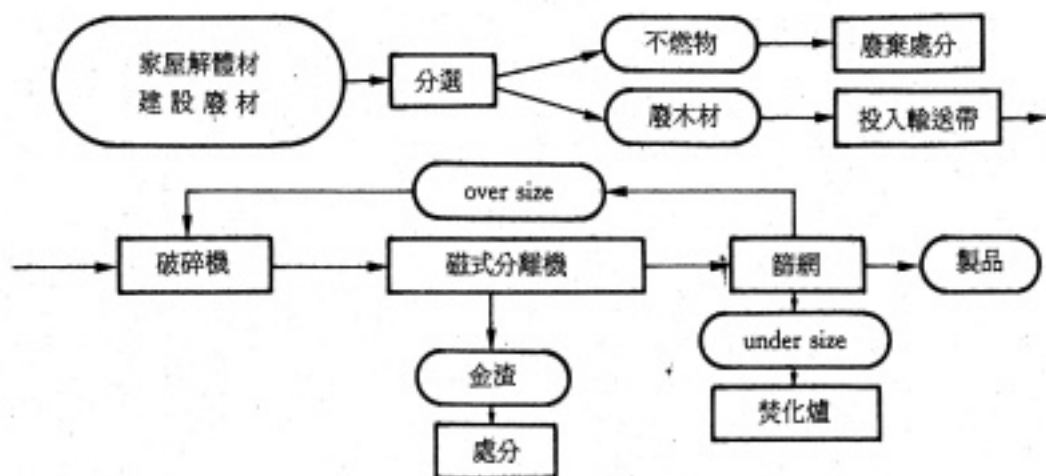 家屋解體材
建設廢材
分選
不燃物
廢棄處分
廢木材
投入輸送帶
over size
破碎機
磁式分離機
篩網
製品
金渣
處分
under size
焚化爐